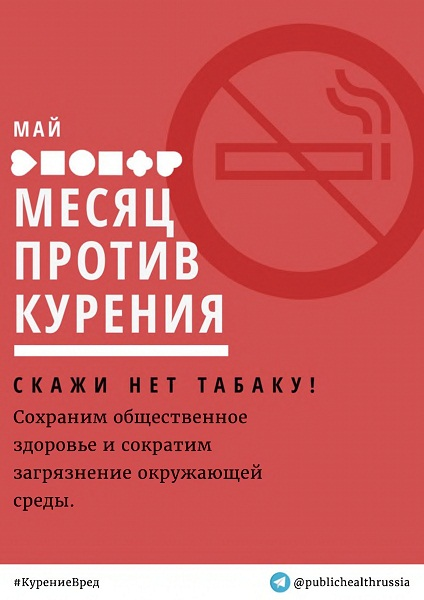 МАЙ
МЕСЯЦ
ПРОТИВ
КУРЕНИЯ
СКАЖИ НЕТ ТАБАКУ!
Сохраним общественное
здоровье и сократим
загрязнение окружающей
среды.
#КурениеВред
@publichealthrussia